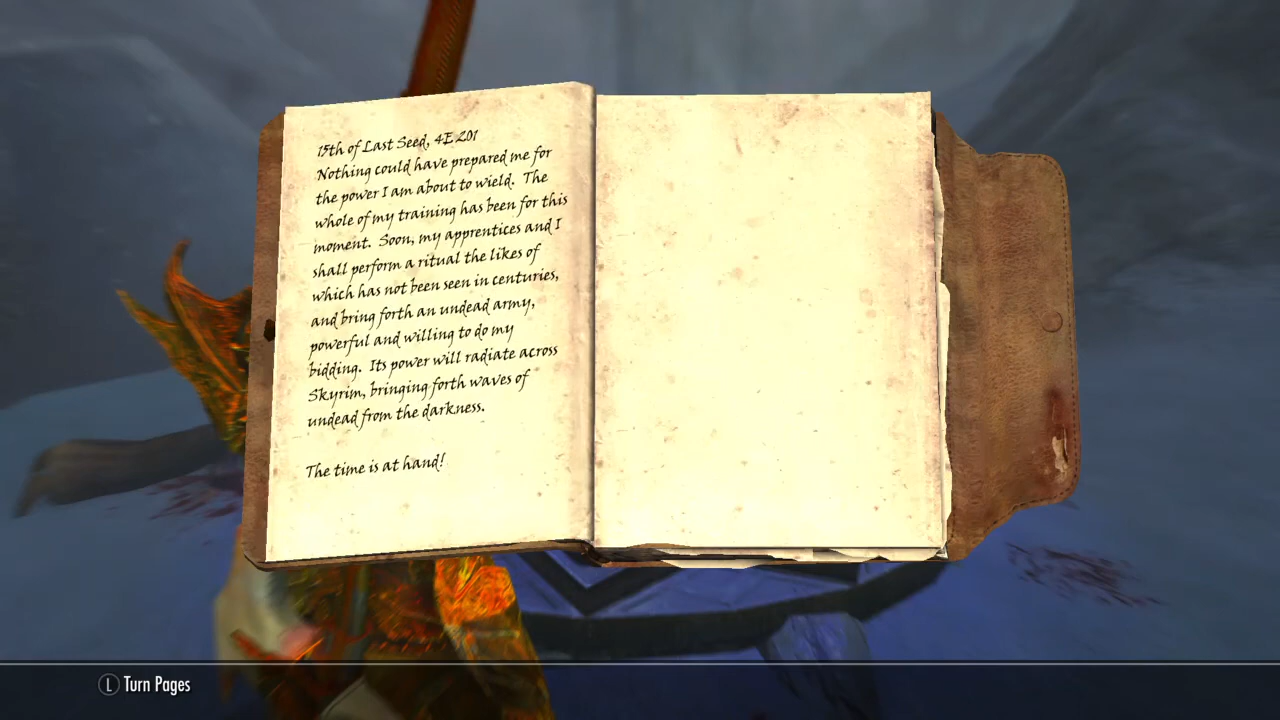 15th of Last Seed, 4E 201
Nothing could have prepared me for
the power I am about to wield. The
whole of my training has been for this
moment. Soon, my apprentices and I
shall perform a ritual the likes of
which has not been seen in centuries,
and bring forth an undead army,
powerful and willing to do my
bidding. Its power will radiate across
Skyrim, bringing forth waves of
undead from the darkness.
The time is at hand!
L Turn Pages